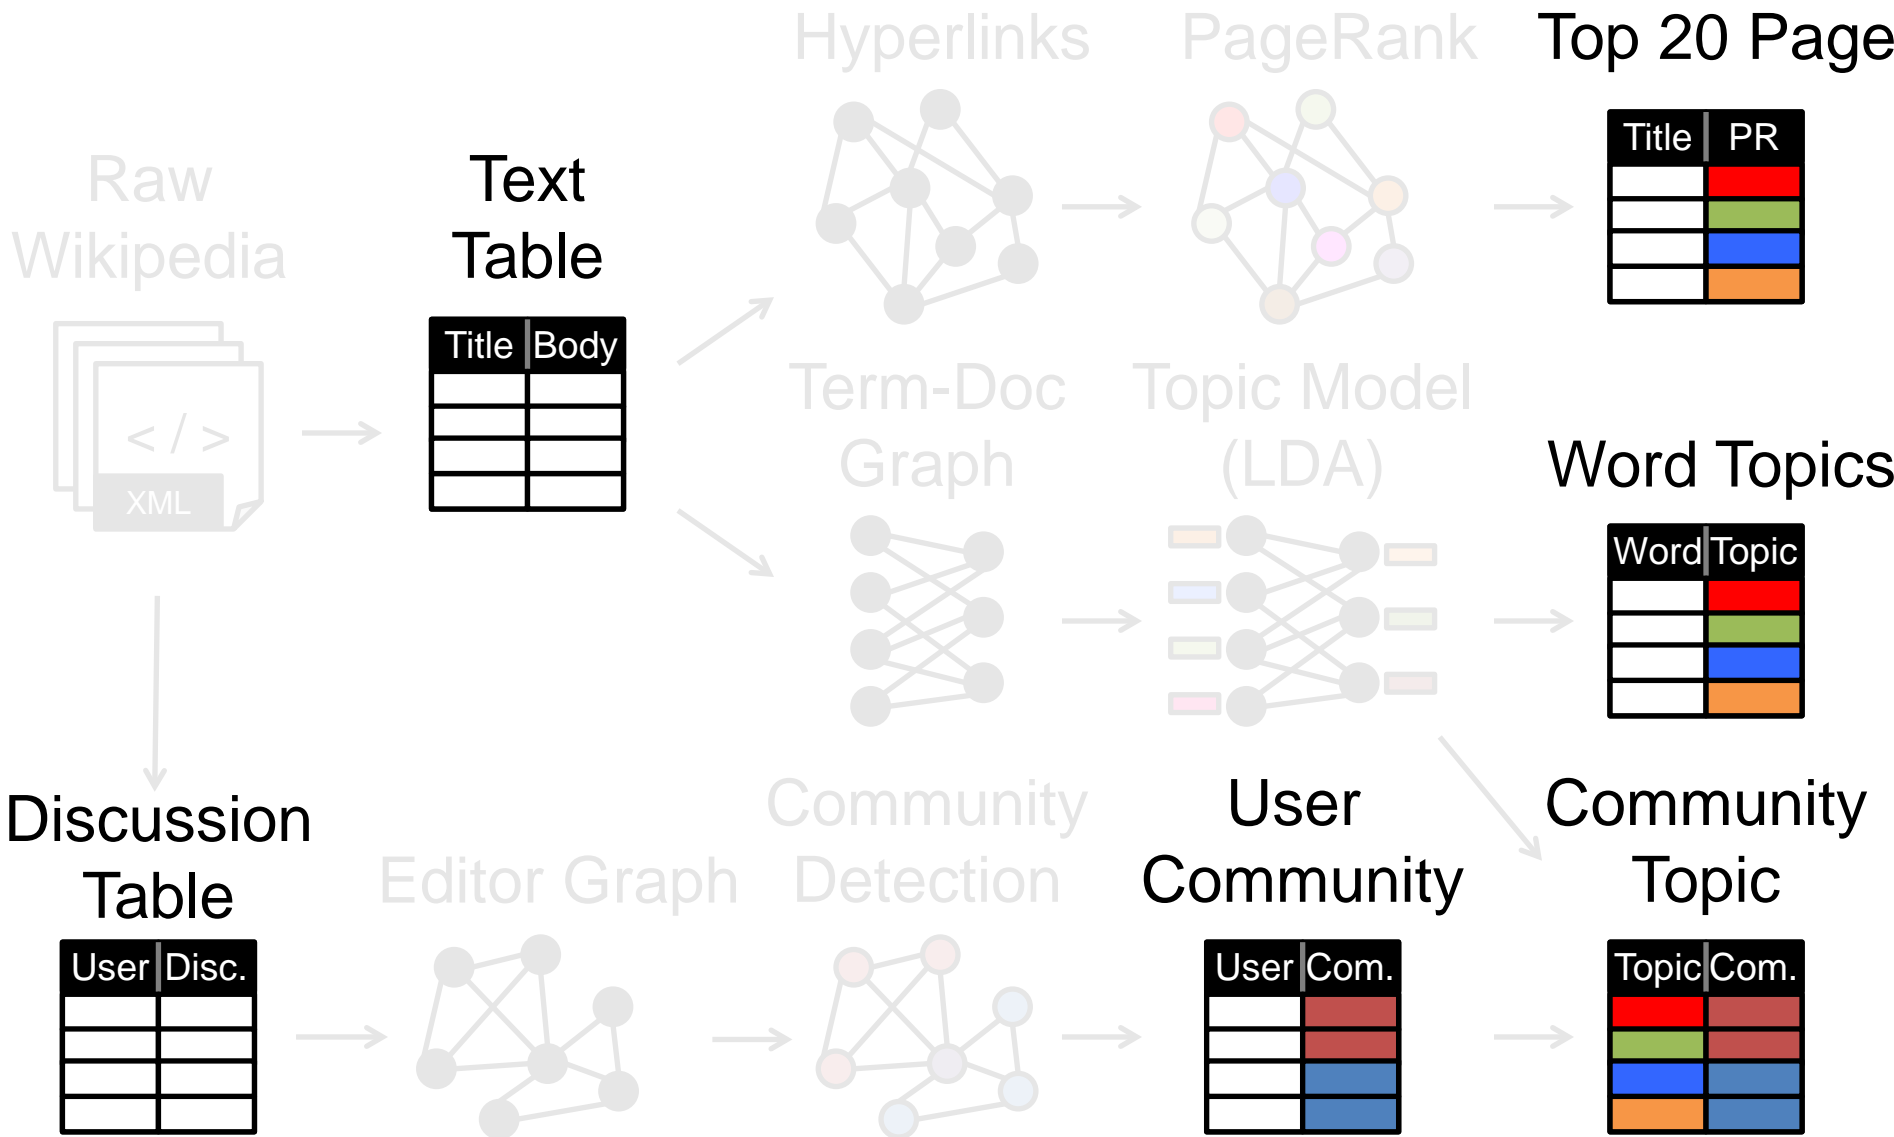 Hyperlinks
PageRank
Top 20 Page
Title PR
Raw
Wikipedia
< / >
XML
Text
Table
Title Body
Term-Doc
Graph
Topic Model
(LDA)
Word Topics
Word Topic
Discussion
Table
User Disc.
Editor Graph
Community
Detection
User
Community
User Com.
Community
Topic
Topic Com.